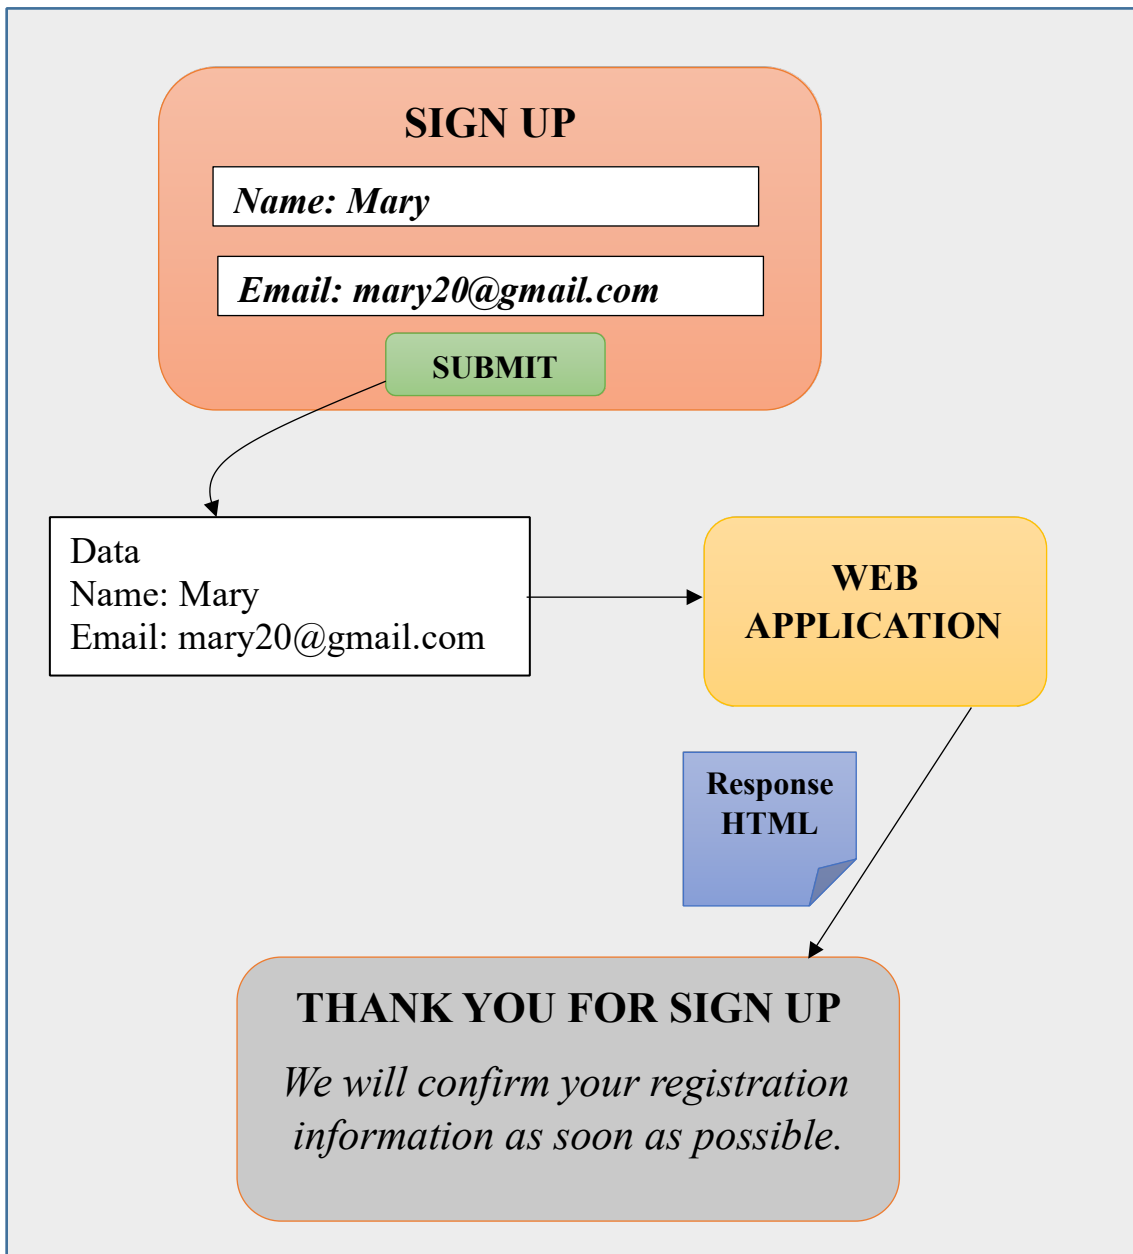 SIGN UP
Name: Mary
Email: mary20@gmail.com
SUBMIT
Data
Name: Mary
Email: mary20@gmail.com
WEB
APPLICATION
Response
HTML
THANK YOU FOR SIGN UP
We will confirm your registration
information as soon as possible.